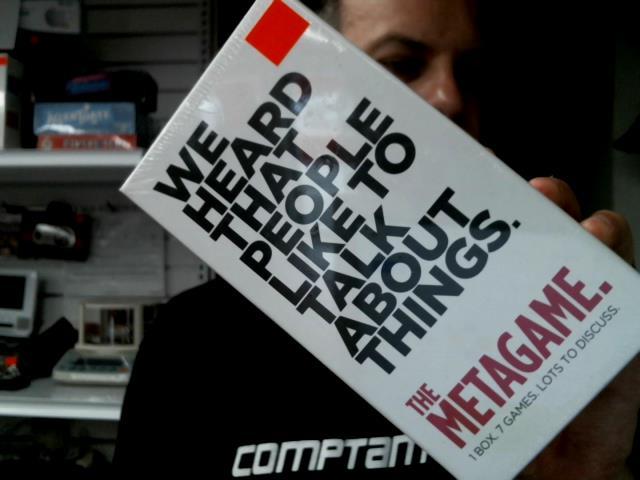 WE
HEARD
THAT
PEOPLE
LIKE TO
TALK
ABOUT
THINGS.
THE
METAGAME.
1 BOX. 7 GAMES. LOTS TO DISCUSS.
COMPTAN